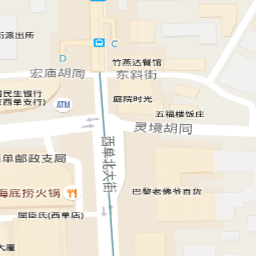 街派出所
C
D
竹燕达餐馆
宏庙胡同
东斜街
国民生银行
西单支行)
ATM
庭院时光
五福楼饭庄
灵境胡同
西单北大街
单邮政支局
海底捞火锅
巴黎老佛爷百货
屈臣氏(西单店)
大厦